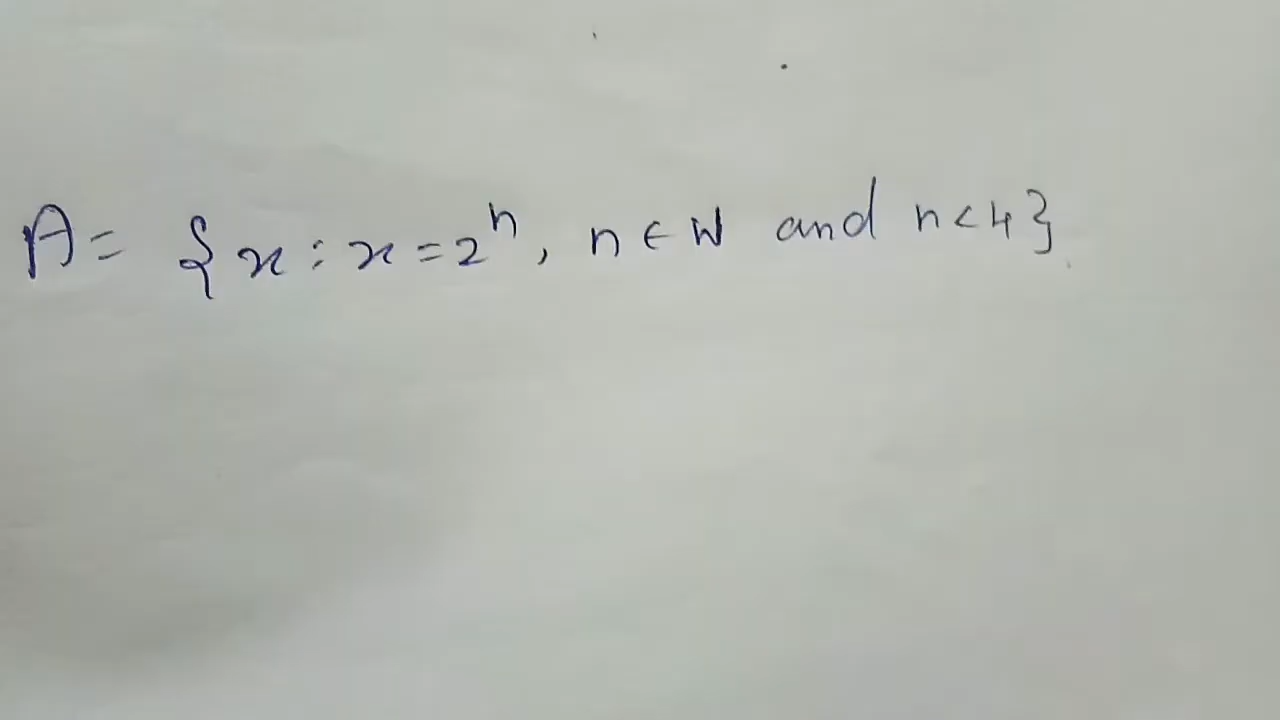 A = {x : x = 2ⁿ, n ∈ W and n < 4}